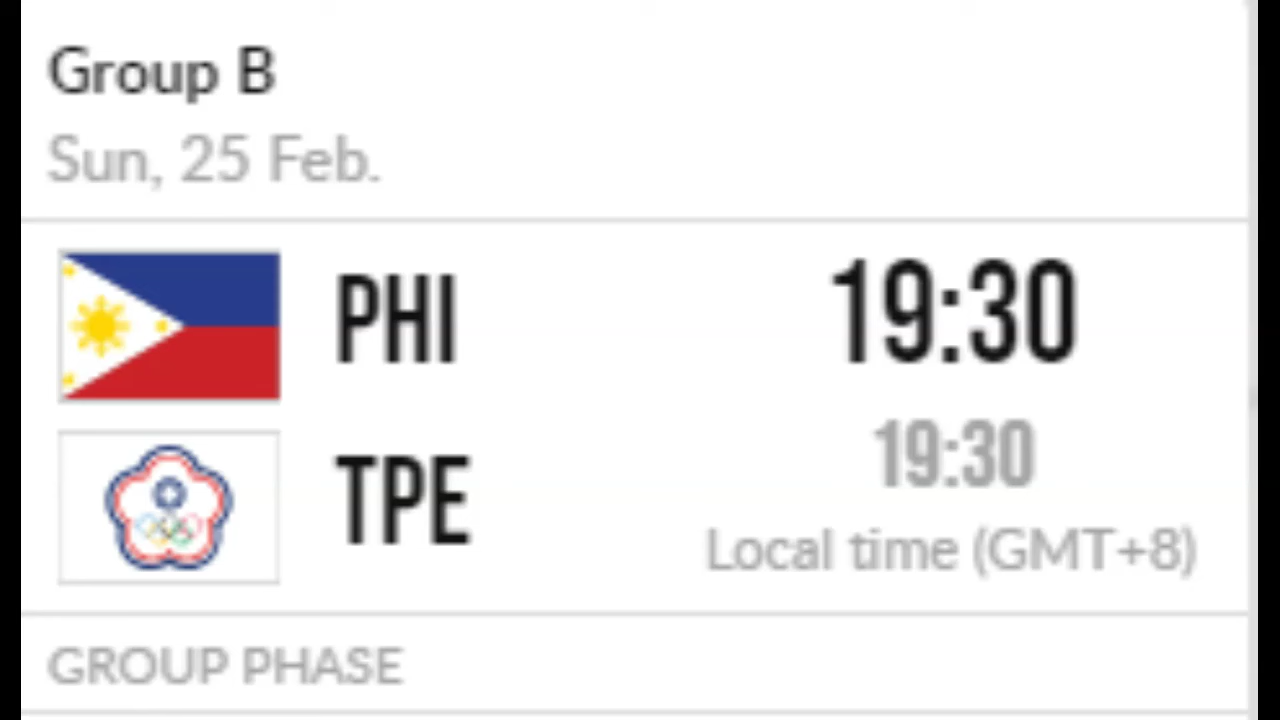 Group B
Sun, 25 Feb.
PHI 19:30
TPE 19:30
Local time (GMT+8)
GROUP PHASE